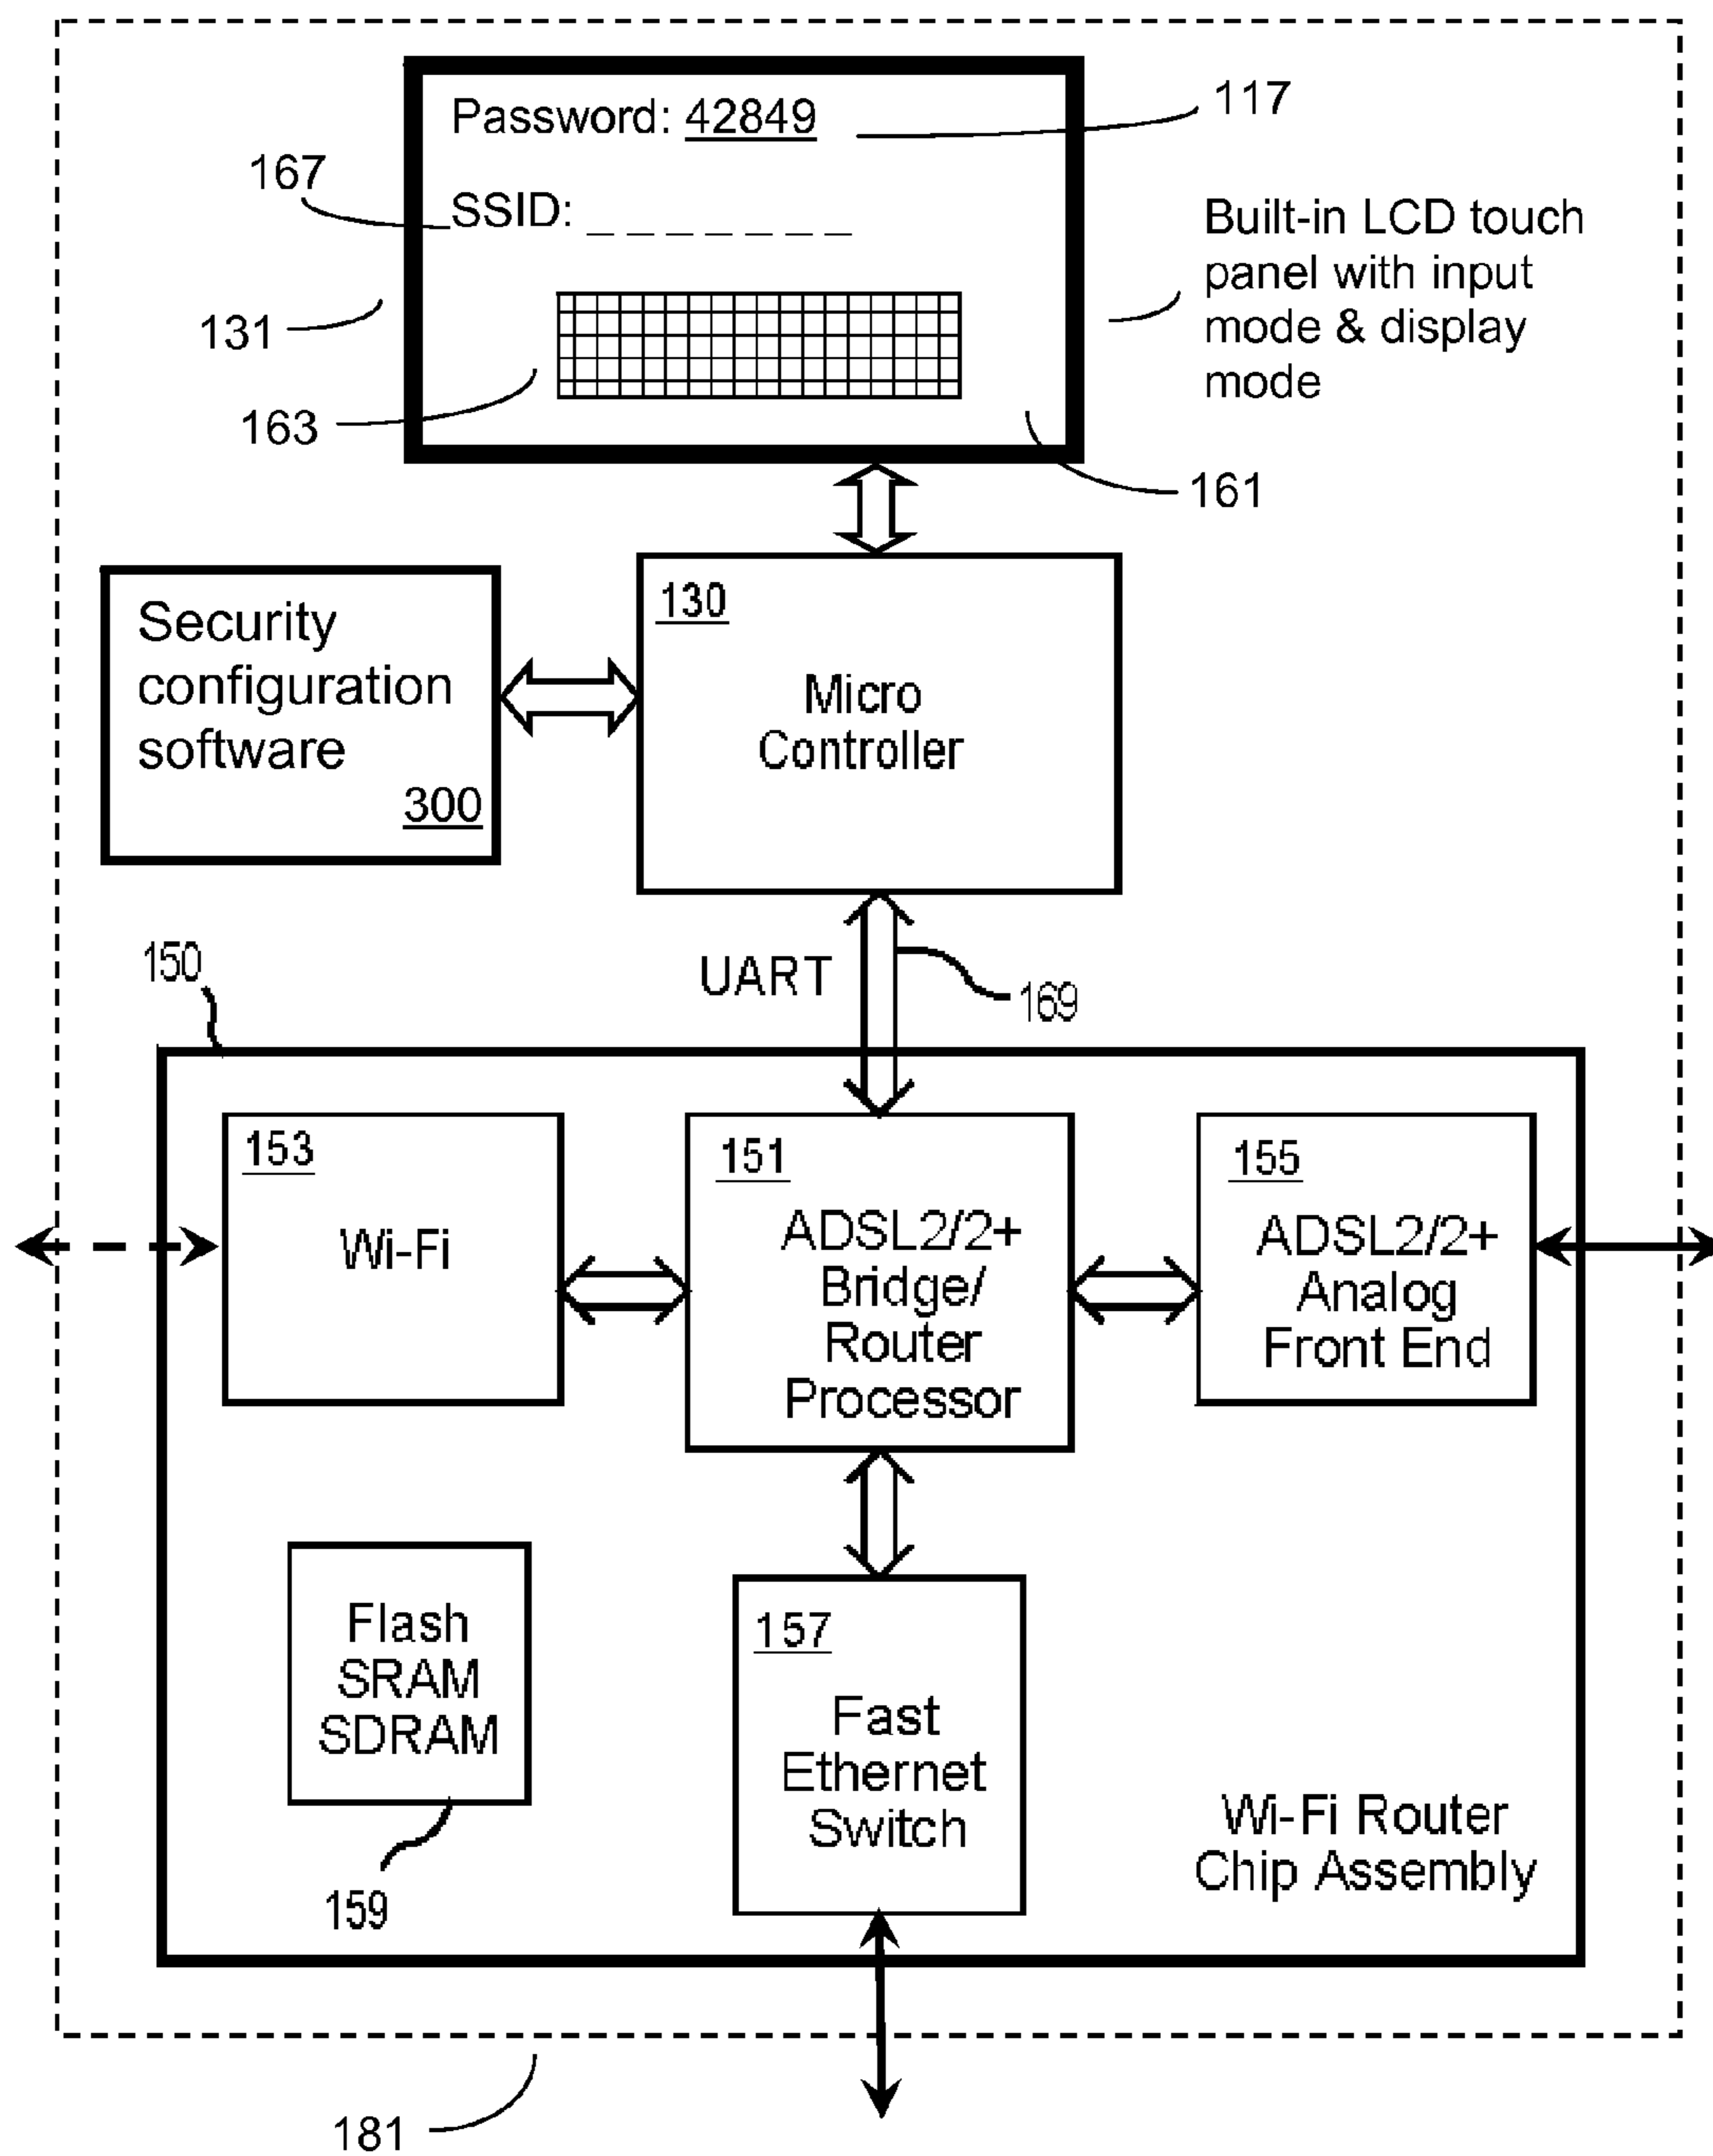 Password: 42849
117
167
SSID: _ _ _ _ _ _ _
Built-in LCD touch
panel with input
mode & display
mode
131
163
161
130
Micro
Controller
Security
configuration
software
300
150
UART
169
153
Wi-Fi
151
ADSL2/2+
Bridge/
Router
Processor
155
ADSL2/2+
Analog
Front End
Flash
SRAM
SDRAM
159
157
Fast
Ethernet
Switch
Wi-Fi Router
Chip Assembly
181